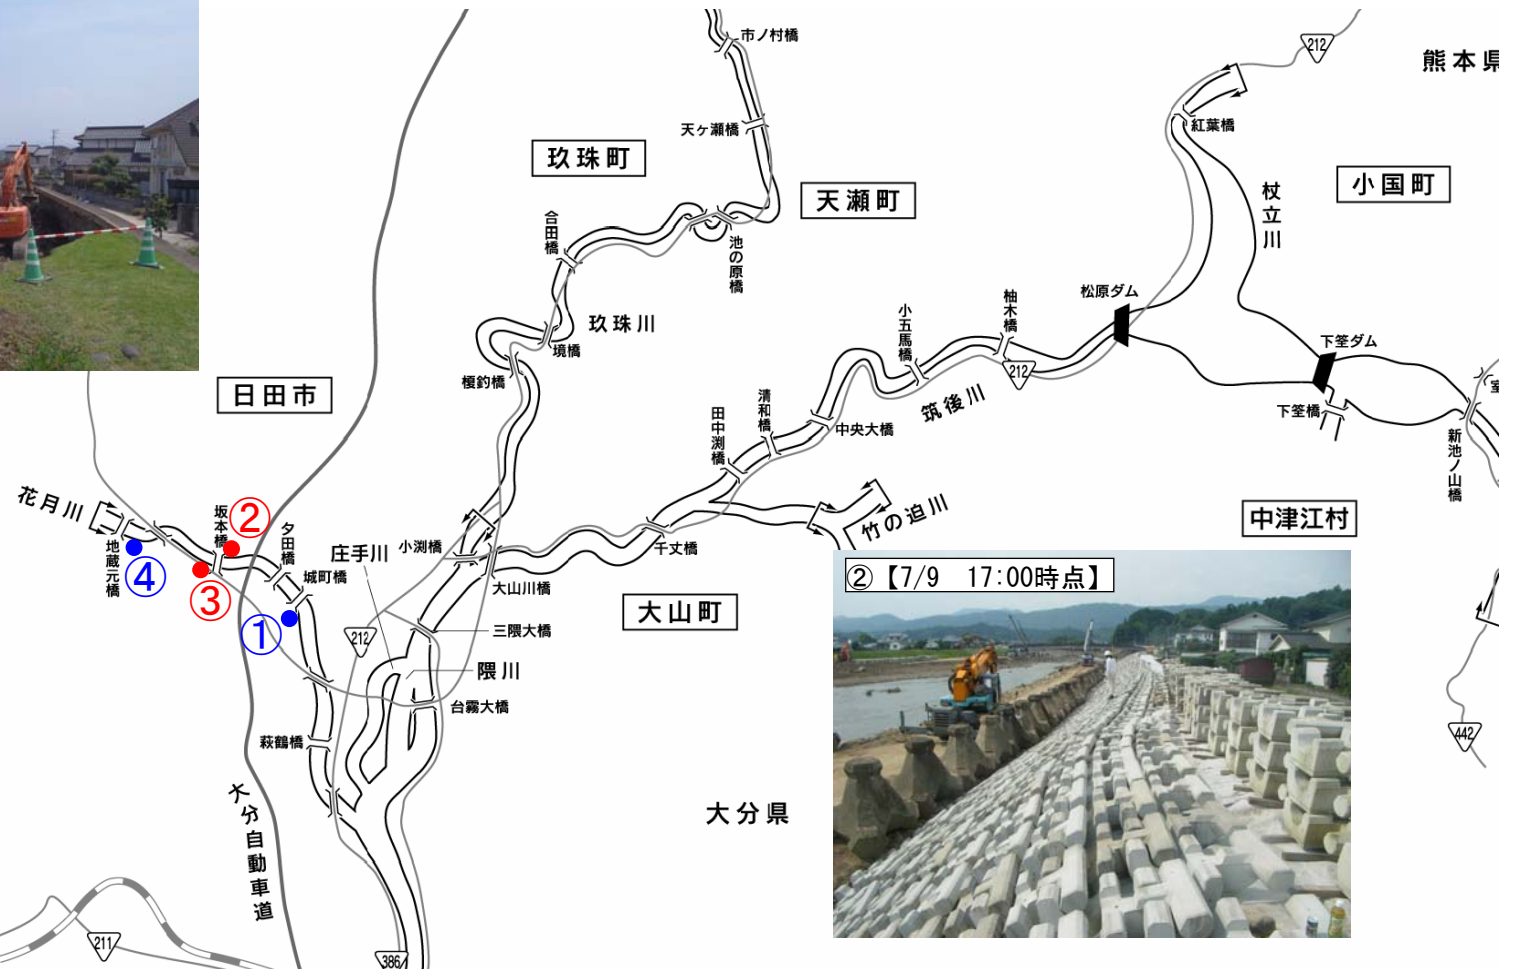 市ノ村橋
212
熊本県
天ヶ瀬橋
紅葉橋
玖珠町
小国町
天瀬町
杖立川
合田橋
池の原橋
松原ダム
柚木橋
小五馬橋
玖珠川
境橋
下筌ダム
榎釣橋
212
日田市
筑後川
清和橋
田中渕橋
中央大橋
下筌橋
新池ノ山橋
室
花月川
坂本橋
②
夕田橋
竹の迫川
中津江村
地蔵元橋
④
③
庄手川
小渕橋
千丈橋
城町橋
大山川橋
①
212
三隈大橋
大山町
隈川
台霧大橋
萩鶴橋
442
大分自動車道
大分県
211
386
②【7/9 17:00時点】